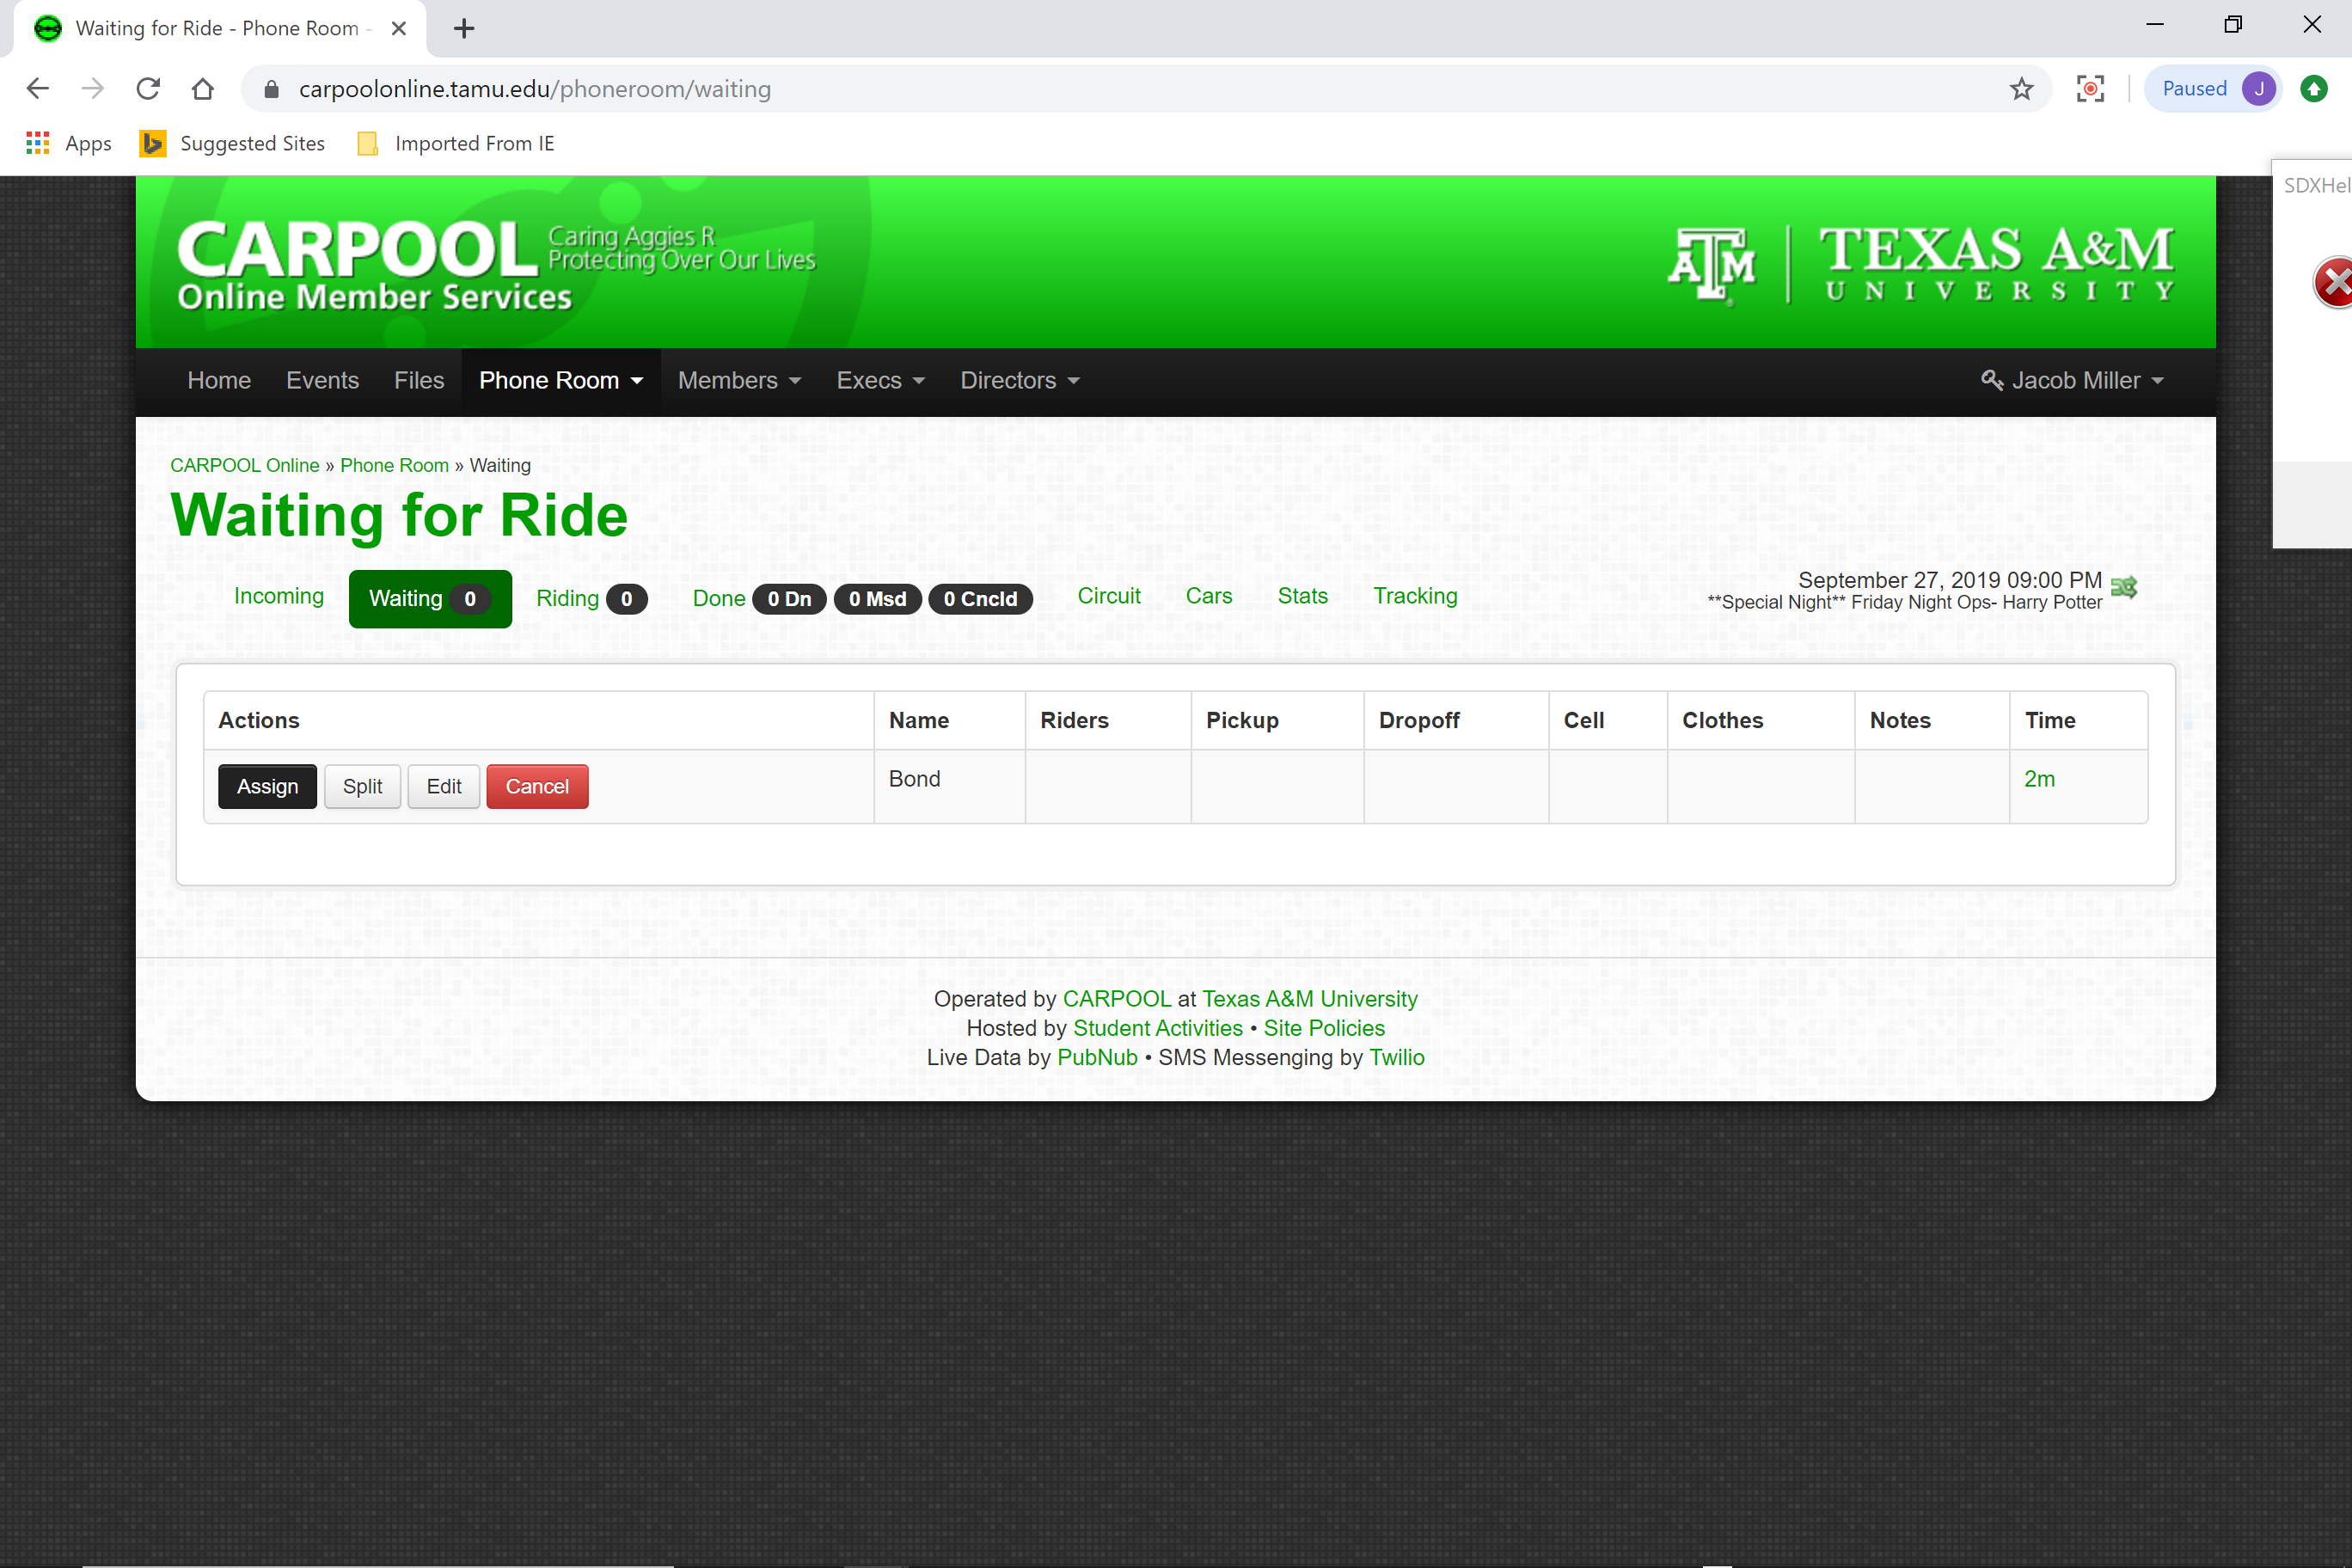 Waiting for Ride - Phone Room -
carpoolonline.tamu.edu/phoneroom/waiting
Paused J
Apps Suggested Sites Imported From IE
SDXHel
CARPOOL Caring Aggies R
Protecting Over Our Lives
Online Member Services
ATM TEXAS A&M
UNIVERSITY
Home Events Files Phone Room Members Execs Directors Jacob Miller
CARPOOL Online » Phone Room » Waiting
Waiting for Ride
Incoming Waiting 0 Riding 0 Done 0 Dn 0 Msd 0 Cncld Circuit Cars Stats Tracking
September 27, 2019 09:00 PM
**Special Night** Friday Night Ops- Harry Potter
Actions Name Riders Pickup Dropoff Cell Clothes Notes Time
Assign Split Edit Cancel Bond 2m
Operated by CARPOOL at Texas A&M University
Hosted by Student Activities • Site Policies
Live Data by PubNub • SMS Messenging by Twilio